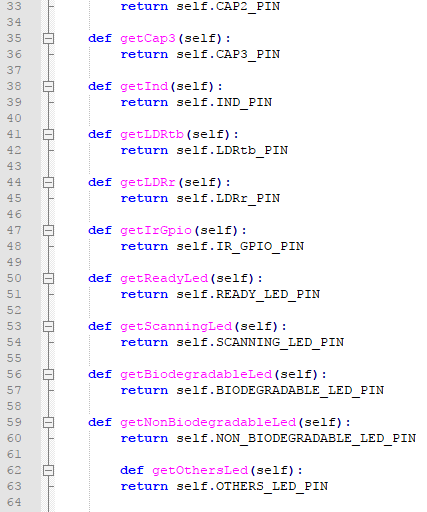 33 return self.CAP2_PIN
34
35 def getCap3(self):
36 return self.CAP3_PIN
37
38 def getInd(self):
39 return self.IND_PIN
40
41 def getLDRtb(self):
42 return self.LDRtb_PIN
43
44 def getLDRr(self):
45 return self.LDRr_PIN
46
47 def getIrGpio(self):
48 return self.IR_GPIO_PIN
49
50 def getReadyLed(self):
51 return self.READY_LED_PIN
52
53 def getScanningLed(self):
54 return self.SCANNING_LED_PIN
55
56 def getBiodegradableLed(self):
57 return self.BIODEGRADABLE_LED_PIN
58
59 def getNonBiodegradableLed(self):
60 return self.NON_BIODEGRADABLE_LED_PIN
61
62 def getOthersLed(self):
63 return self.OTHERS_LED_PIN
64